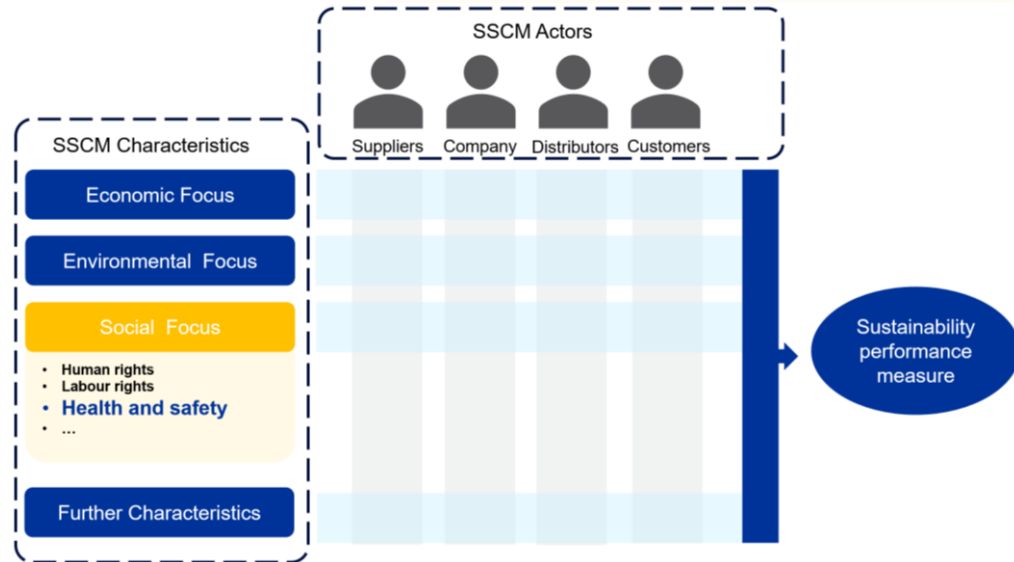 SSCM Actors
Suppliers Company Distributors Customers
SSCM Characteristics
Economic Focus
Environmental Focus
Social Focus
• Human rights
• Labour rights
• Health and safety
• ...
Further Characteristics
Sustainability
performance
measure